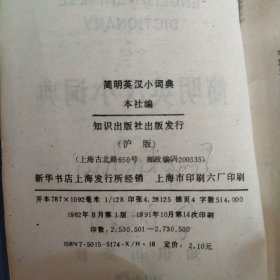 简明英汉小词典
本社编
知识出版社出版发行
（沪 版）
（上海古北路650号 邮政编码200335）
新华书店上海发行所经销 上海市印刷六厂印刷
开本787×1092毫米 1/128 印张4.28125 插页4 字数514,000
1982年8月第1版 1991年10月第14次印刷
印数：2,530,501—2,730,500
ISBN7-5015-5174-X/H·18 定价：2.10元